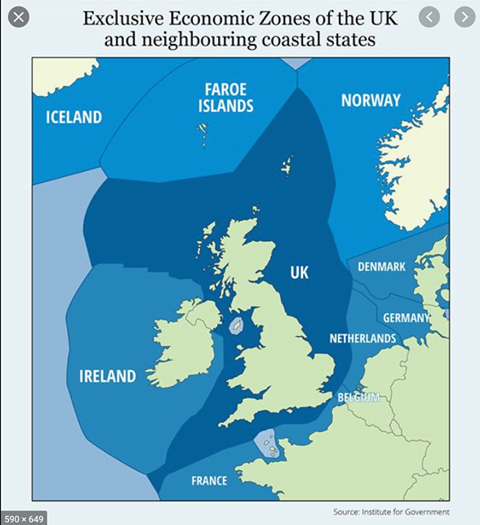 Exclusive Economic Zones of the UK
and neighbouring coastal states
ICELAND
FAROE
ISLANDS
NORWAY
UK
DENMARK
GERMANY
NETHERLANDS
IRELAND
BELGIUM
FRANCE
Source: Institute for Government
590 × 649